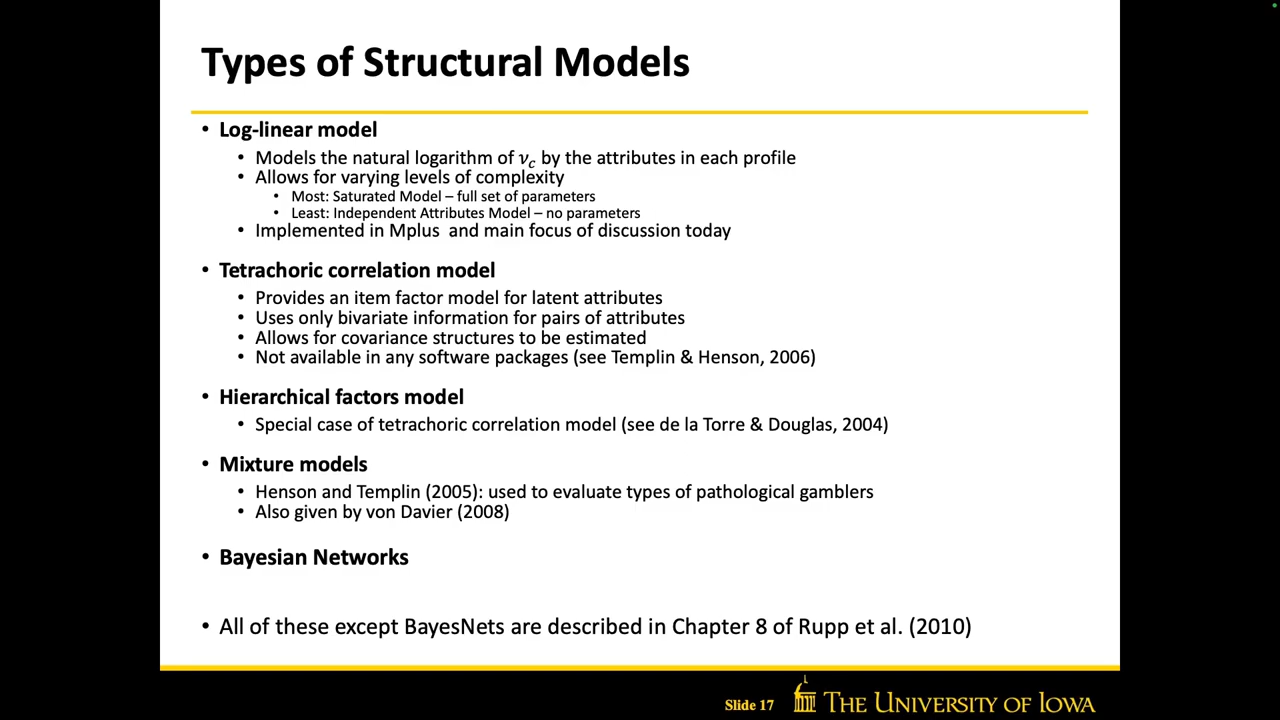 Types of Structural Models
• Log-linear model
• Models the natural logarithm of ν_c by the attributes in each profile
• Allows for varying levels of complexity
• Most: Saturated Model – full set of parameters
• Least: Independent Attributes Model – no parameters
• Implemented in Mplus and main focus of discussion today
• Tetrachoric correlation model
• Provides an item factor model for latent attributes
• Uses only bivariate information for pairs of attributes
• Allows for covariance structures to be estimated
• Not available in any software packages (see Templin & Henson, 2006)
• Hierarchical factors model
• Special case of tetrachoric correlation model (see de la Torre & Douglas, 2004)
• Mixture models
• Henson and Templin (2005): used to evaluate types of pathological gamblers
• Also given by von Davier (2008)
• Bayesian Networks
• All of these except BayesNets are described in Chapter 8 of Rupp et al. (2010)
Slide 17 THE UNIVERSITY OF IOWA